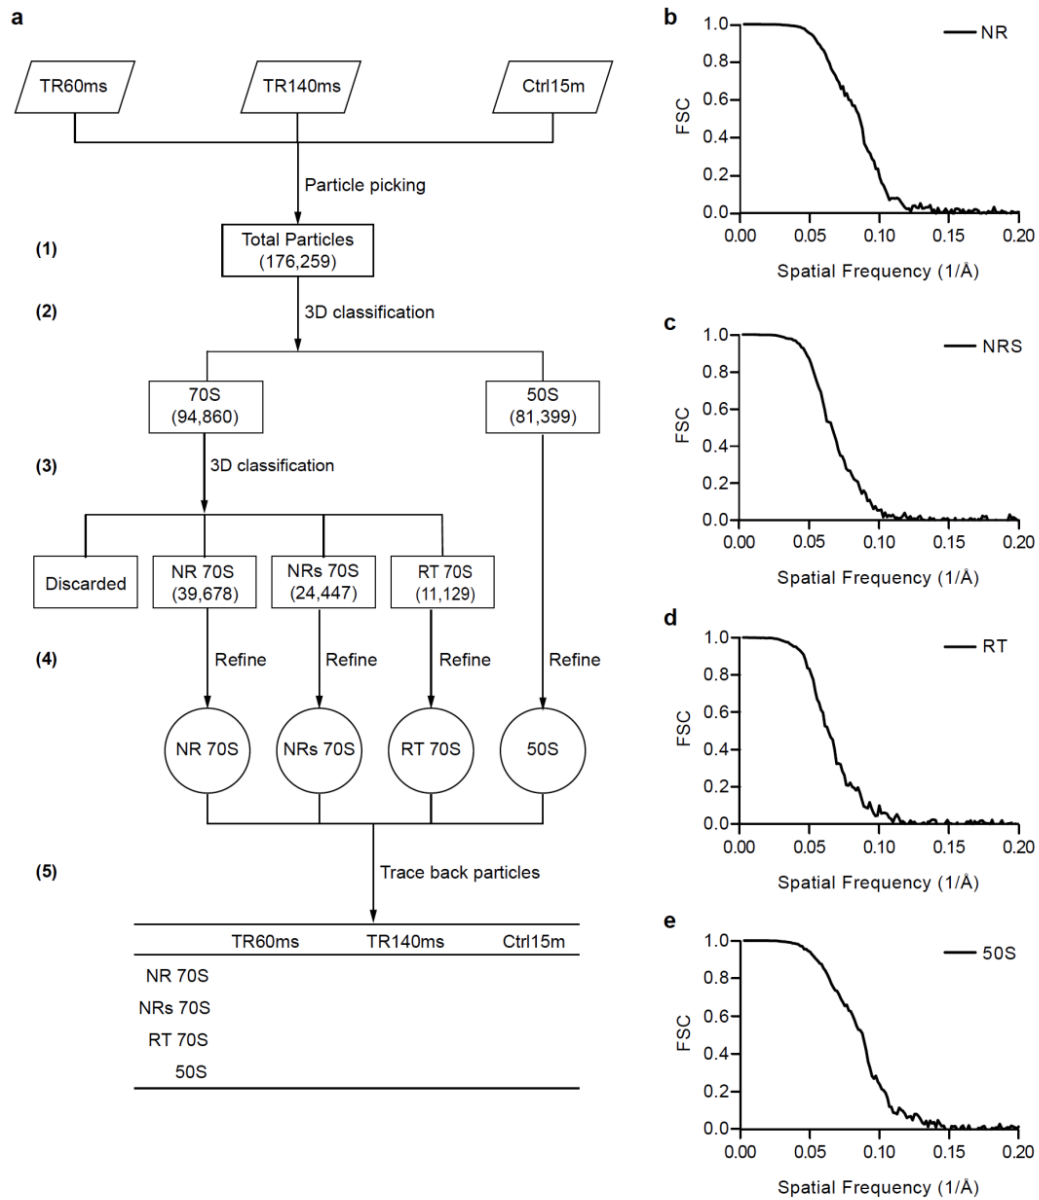 a
TR60ms
TR140ms
Ctrl15m
Particle picking
(1)
Total Particles
(176,259)
(2)
3D classification
70S
(94,860)
50S
(81,399)
(3)
3D classification
Discarded
NR 70S
(39,678)
NRs 70S
(24,447)
RT 70S
(11,129)
(4)
Refine
Refine
Refine
Refine
NR 70S
NRs 70S
RT 70S
50S
(5)
Trace back particles
TR60ms TR140ms Ctrl15m
NR 70S
NRs 70S
RT 70S
50S
b
NR
FSC
1.0
0.8
0.6
0.4
0.2
0.0
0.00 0.05 0.10 0.15 0.20
Spatial Frequency (1/Å)
c
NRS
FSC
1.0
0.8
0.6
0.4
0.2
0.0
0.00 0.05 0.10 0.15 0.20
Spatial Frequency (1/Å)
d
RT
FSC
1.0
0.8
0.6
0.4
0.2
0.0
0.00 0.05 0.10 0.15 0.20
Spatial Frequency (1/Å)
e
50S
FSC
1.0
0.8
0.6
0.4
0.2
0.0
0.00 0.05 0.10 0.15 0.20
Spatial Frequency (1/Å)